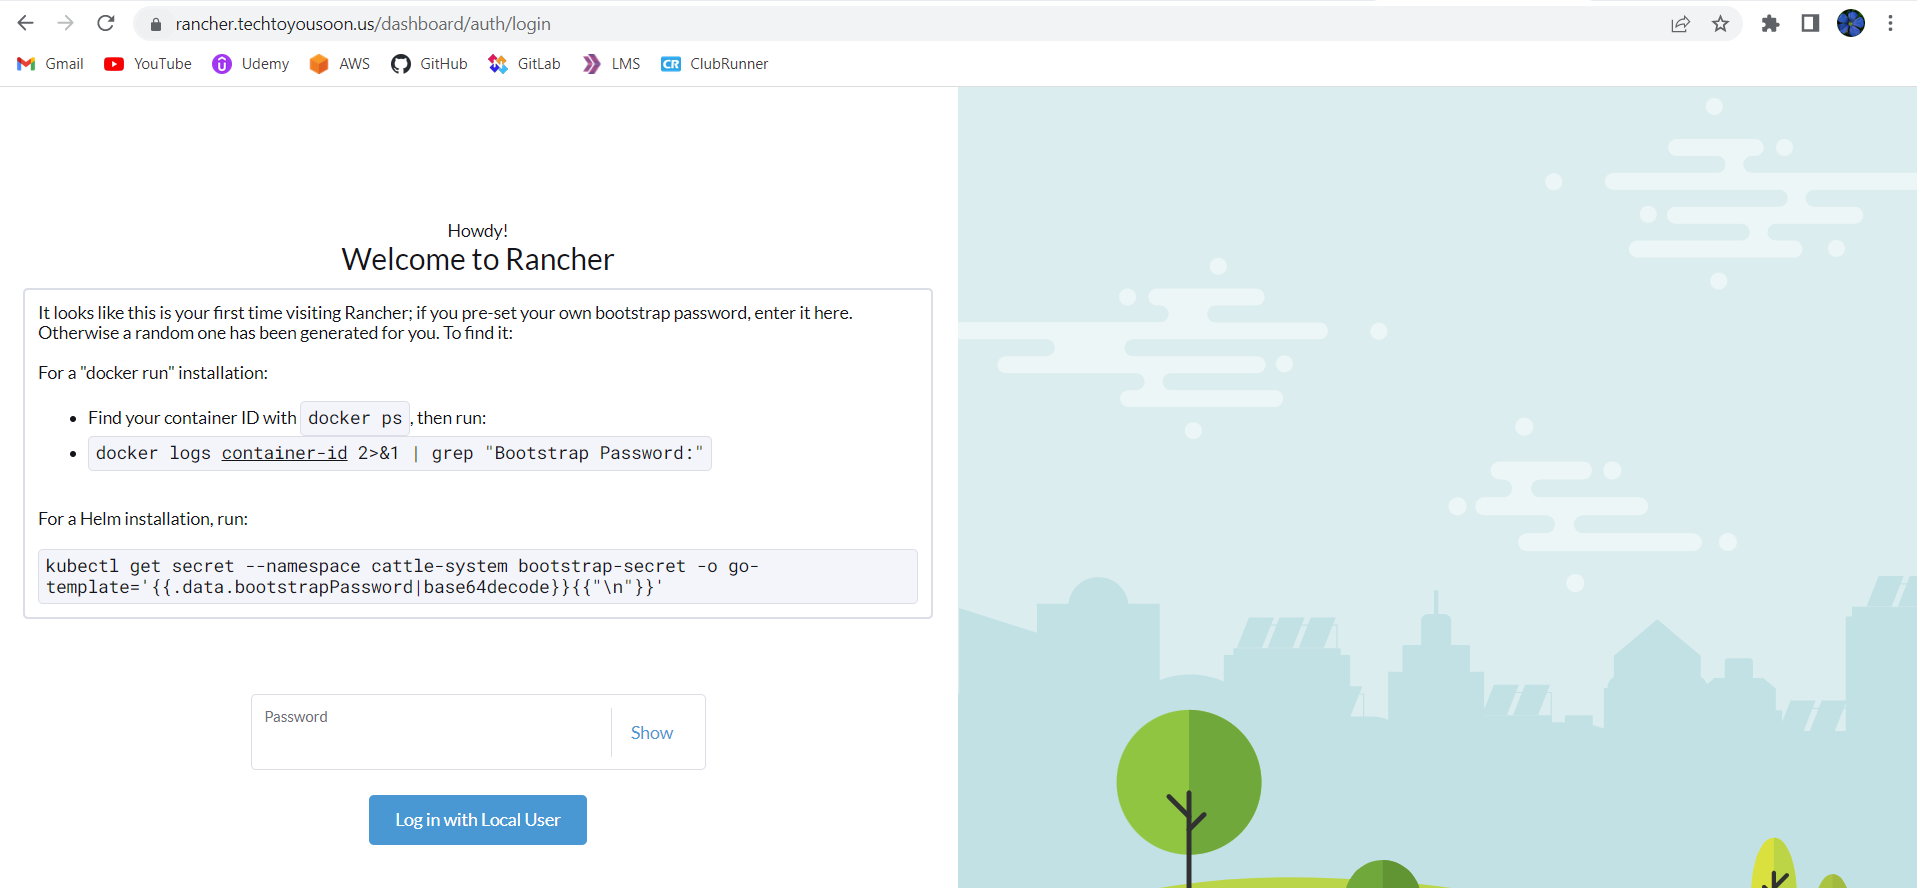 rancher.techtoyousoon.us/dashboard/auth/login
Gmail YouTube Udemy AWS GitHub GitLab LMS CR ClubRunner
Howdy!
Welcome to Rancher
It looks like this is your first time visiting Rancher; if you pre-set your own bootstrap password, enter it here.
Otherwise a random one has been generated for you. To find it:
For a "docker run" installation:
• Find your container ID with docker ps, then run:
• docker logs container-id 2>&1 | grep "Bootstrap Password:"
For a Helm installation, run:
kubectl get secret --namespace cattle-system bootstrap-secret -o go-
template='{{.data.bootstrapPassword|base64decode}}{{"\n"}}'
Password
Show
Log in with Local User